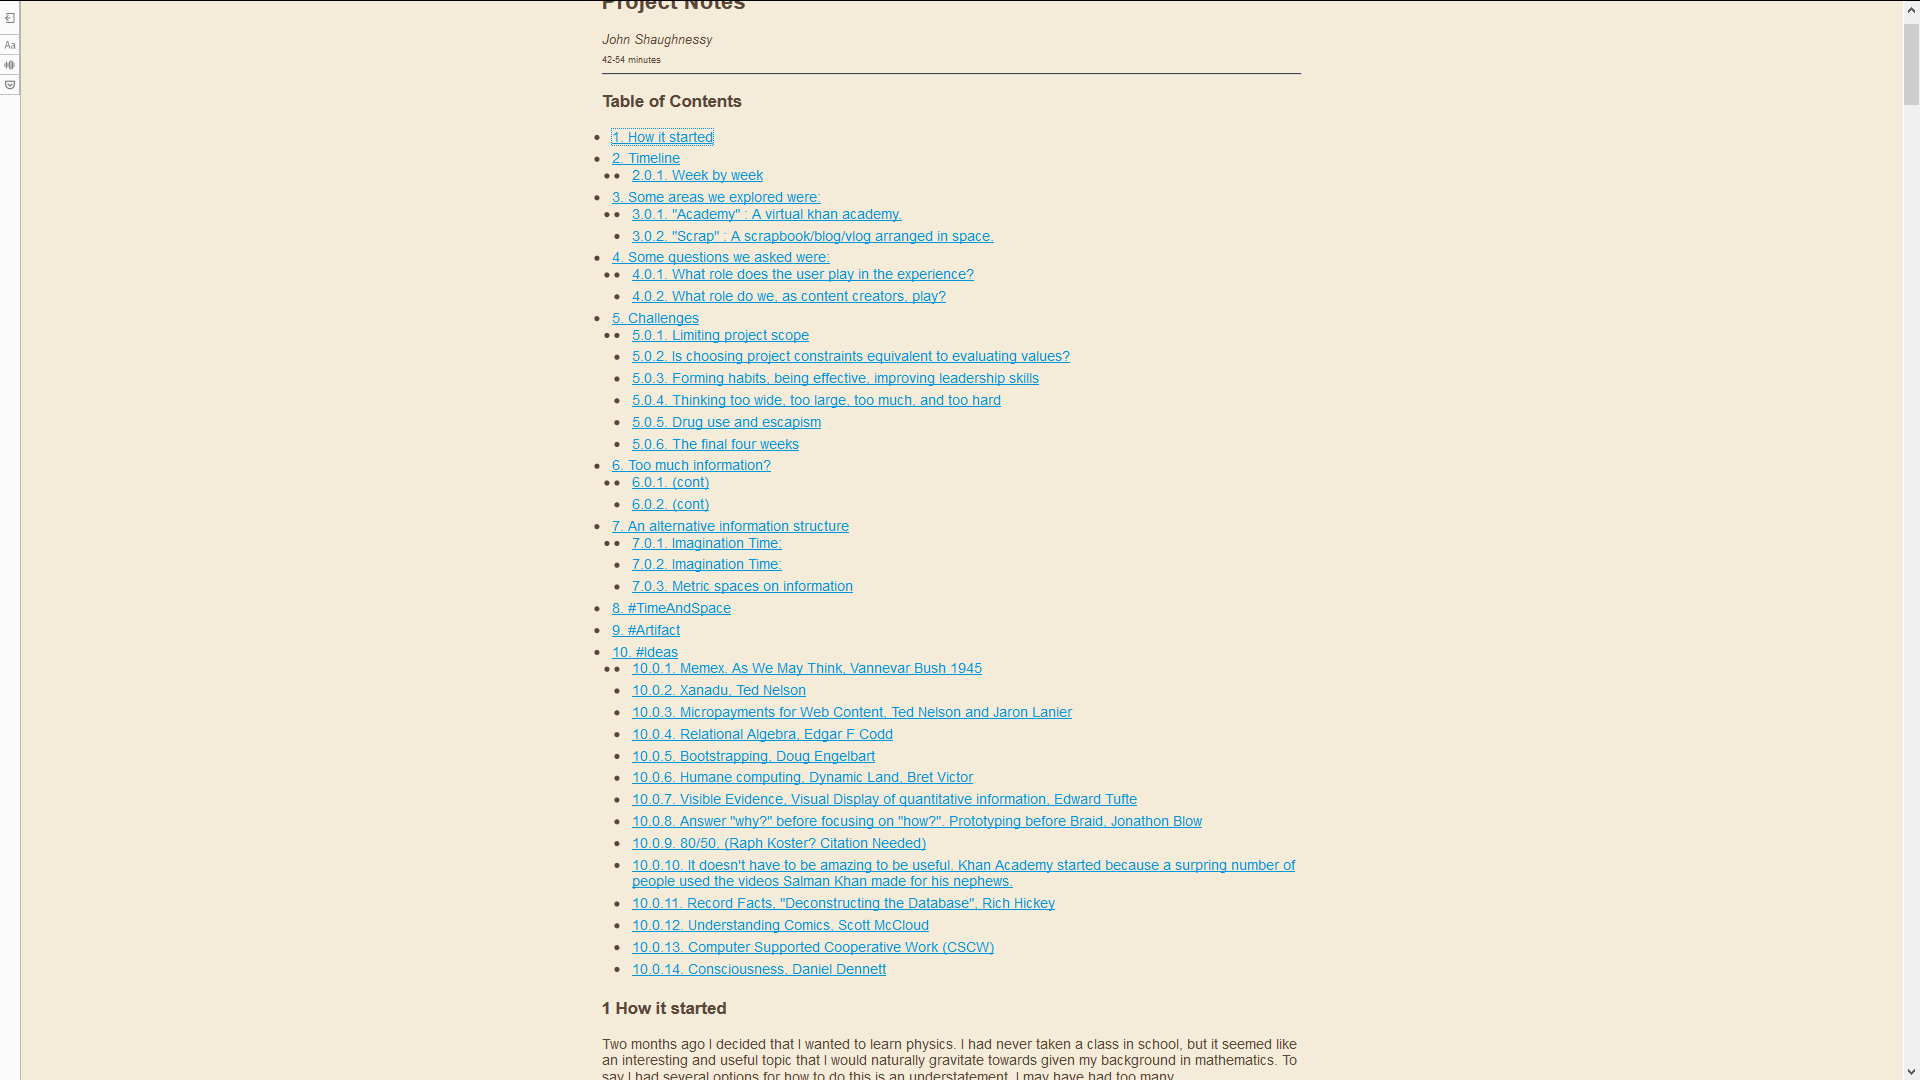 Project Notes
Aa
John Shaughnessy
42-54 minutes
Table of Contents
1. How it started
2. Timeline
2.0.1. Week by week
3. Some areas we explored were:
3.0.1. "Academy" : A virtual khan academy.
3.0.2. "Scrap" : A scrapbook/blog/vlog arranged in space.
4. Some questions we asked were:
4.0.1. What role does the user play in the experience?
4.0.2. What role do we, as content creators, play?
5. Challenges
5.0.1. Limiting project scope
5.0.2. Is choosing project constraints equivalent to evaluating values?
5.0.3. Forming habits, being effective, improving leadership skills
5.0.4. Thinking too wide, too large, too much, and too hard
5.0.5. Drug use and escapism
5.0.6. The final four weeks
6. Too much information?
6.0.1. (cont)
6.0.2. (cont)
7. An alternative information structure
7.0.1. Imagination Time:
7.0.2. Imagination Time:
7.0.3. Metric spaces on information
8. #TimeAndSpace
9. #Artifact
10. #Ideas
10.0.1. Memex. As We May Think, Vannevar Bush 1945
10.0.2. Xanadu, Ted Nelson
10.0.3. Micropayments for Web Content, Ted Nelson and Jaron Lanier
10.0.4. Relational Algebra, Edgar F Codd
10.0.5. Bootstrapping, Doug Engelbart
10.0.6. Humane computing, Dynamic Land, Bret Victor
10.0.7. Visible Evidence, Visual Display of quantitative information, Edward Tufte
10.0.8. Answer "why?" before focusing on "how?". Prototyping before Braid, Jonathon Blow
10.0.9. 80/50, (Raph Koster? Citation Needed)
10.0.10. It doesn't have to be amazing to be useful. Khan Academy started because a surpring number of
people used the videos Salman Khan made for his nephews.
10.0.11. Record Facts, "Deconstructing the Database", Rich Hickey
10.0.12. Understanding Comics, Scott McCloud
10.0.13. Computer Supported Cooperative Work (CSCW)
10.0.14. Consciousness, Daniel Dennett
1 How it started
Two months ago I decided that I wanted to learn physics. I had never taken a class in school, but it seemed like
an interesting and useful topic that I would naturally gravitate towards given my background in mathematics. To
say I had several options for how to do this is an understatement. I may have had too many.